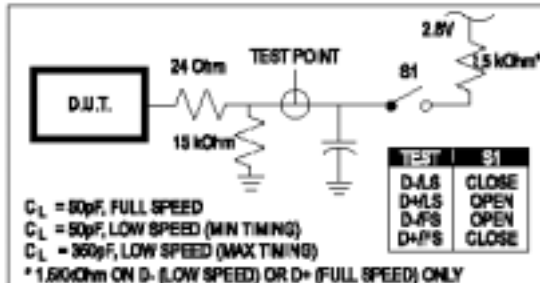 2.8V
24 Ohm
TEST POINT
S1
1.5 kOhm*
D.U.T.
15 kOhm
TEST S1
D-/LS CLOSE
D+/LS OPEN
D-/FS OPEN
D+/FS CLOSE
CL = 50pF, FULL SPEED
CL = 50pF, LOW SPEED (MIN TIMING)
CL = 350pF, LOW SPEED (MAX TIMING)
* 1.5KkOhm ON D- (LOW SPEED) OR D+ (FULL SPEED) ONLY